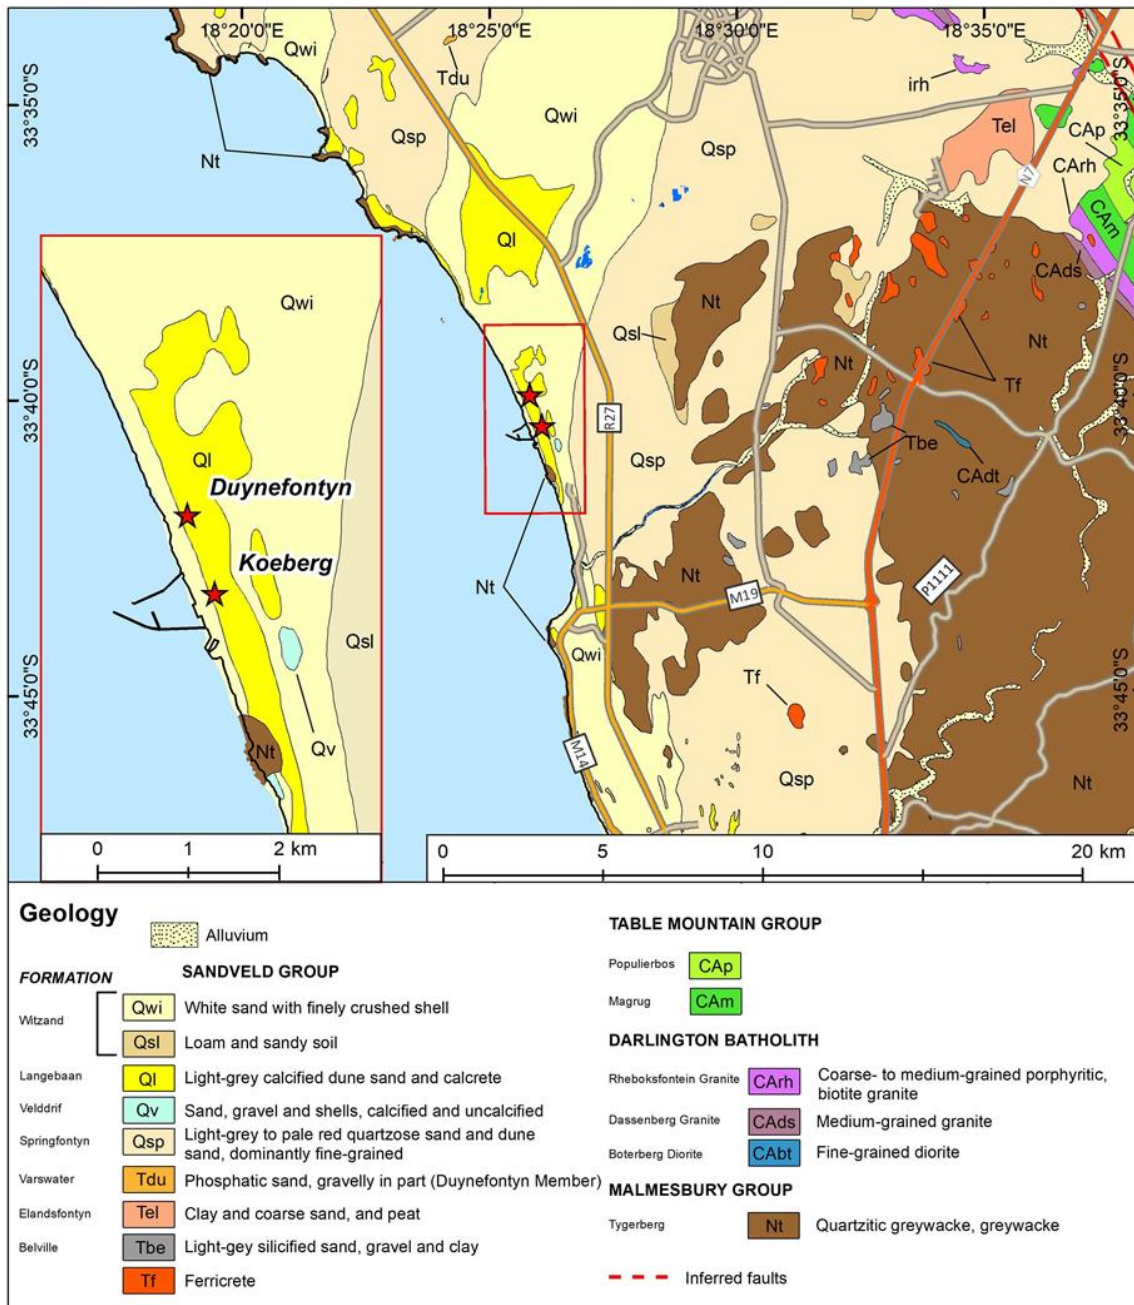 18°20'0"E
18°25'0"E
18°30'0"E
18°35'0"E
33°35'0"S
33°40'0"S
33°45'0"S
33°35'0"S
33°40'0"S
33°45'0"S
Qwi
Tdu
Qsp
Nt
Qwi
Qsp
irh
Tel
CAp
CArh
N7
CAm
CAds
Ql
Nt
Qsl
Nt
Nt
Tf
R27
Qsp
Tbe
CAdt
Nt
Nt
M19
P1111
Qwi
Tf
M14
Qsp
Nt
Qwi
Ql
Duynefontyn
Koeberg
Qsl
Qv
Nt
0 1 2 km
0 5 10 20 km
Geology
Alluvium
FORMATION
SANDVELD GROUP
Witzand
Qwi White sand with finely crushed shell
Qsl Loam and sandy soil
Langebaan Ql Light-grey calcified dune sand and calcrete
Velddrif Qv Sand, gravel and shells, calcified and uncalcified
Springfontyn Qsp Light-grey to pale red quartzose sand and dune
sand, dominantly fine-grained
Varswater Tdu Phosphatic sand, gravelly in part (Duynefontyn Member)
Elandsfontyn Tel Clay and coarse sand, and peat
Belville Tbe Light-gey silicified sand, gravel and clay
Tf Ferricrete
TABLE MOUNTAIN GROUP
Populierbos CAp
Magrug CAm
DARLINGTON BATHOLITH
Rheboksfontein Granite CArh Coarse- to medium-grained porphyritic,
biotite granite
Dassenberg Granite CAds Medium-grained granite
Boterberg Diorite CAbt Fine-grained diorite
MALMESBURY GROUP
Tygerberg Nt Quartzitic greywacke, greywacke
Inferred faults